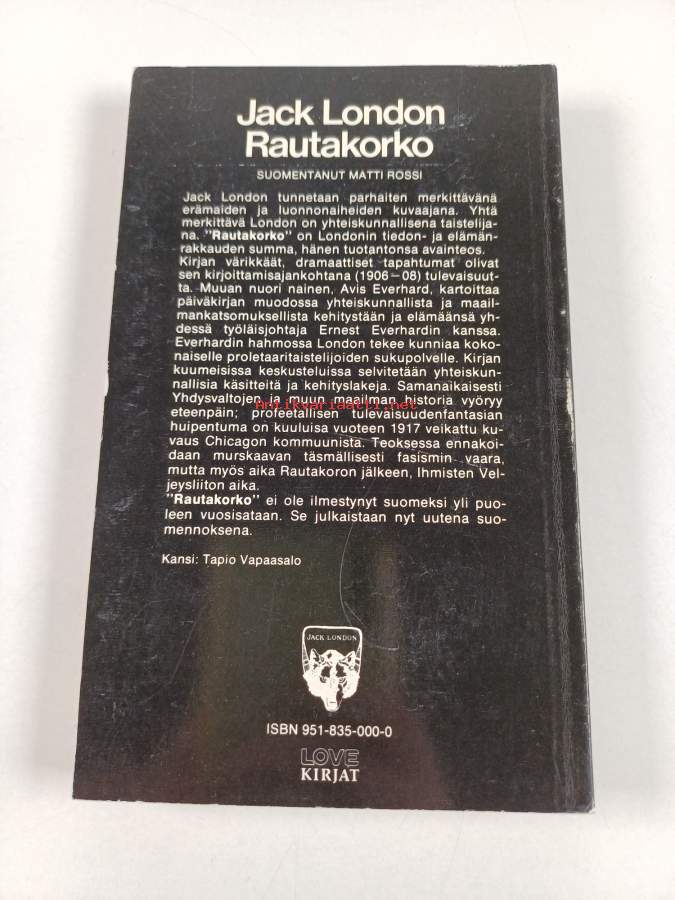 Jack London
Rautakorko
SUOMENTANUT MATTI ROSSI
Jack London tunnetaan parhaiten merkittävänä
erämaiden ja luonnonaiheiden kuvaajana. Yhtä
merkittävä London on yhteiskunnallisena taistelija-
na. "Rautakorko" on Londonin tiedon- ja elämän-
rakkauden summa, hänen tuotantonsa avainteos.
Kirjan värikkäät, dramaattiset tapahtumat olivat
sen kirjoittamisajankohtana (1906–08) tulevaisuut-
ta. Muuan nuori nainen, Avis Everhard, kartoittaa
päiväkirjan muodossa yhteiskunnallista ja maail-
mankatsomuksellista kehitystään ja elämäänsä yh-
dessä työläisjohtaja Ernest Everhardin kanssa.
Everhardin hahmossa London tekee kunniaa koko-
naiselle proletaaritaistelijoiden sukupolvelle. Kirjan
kuumeisissa keskusteluissa selvitetään yhteiskun-
nallisia käsitteitä ja kehityslakeja. Samanaikaisesti
Yhdysvaltojen ja muun maailman historia vyöryy
Antikvariaatti.net
eteenpäin; profeetallisen tulevaisuudenfantasian
huipentuma on kuuluisa vuoteen 1917 veikattu ku-
vaus Chicagon kommuunista. Teoksessa ennakoi-
daan murskaavan täsmällisesti fasismin vaara,
mutta myös aika Rautakoron jälkeen, Ihmisten Vel-
jeysliiton aika.
"Rautakorko" ei ole ilmestynyt suomeksi yli puo-
leen vuosisataan. Se julkaistaan nyt uutena suo-
mennoksena.
Kansi: Tapio Vapaasalo
JACK LONDON
ISBN 951-835-000-0
LOVE
KIRJAT